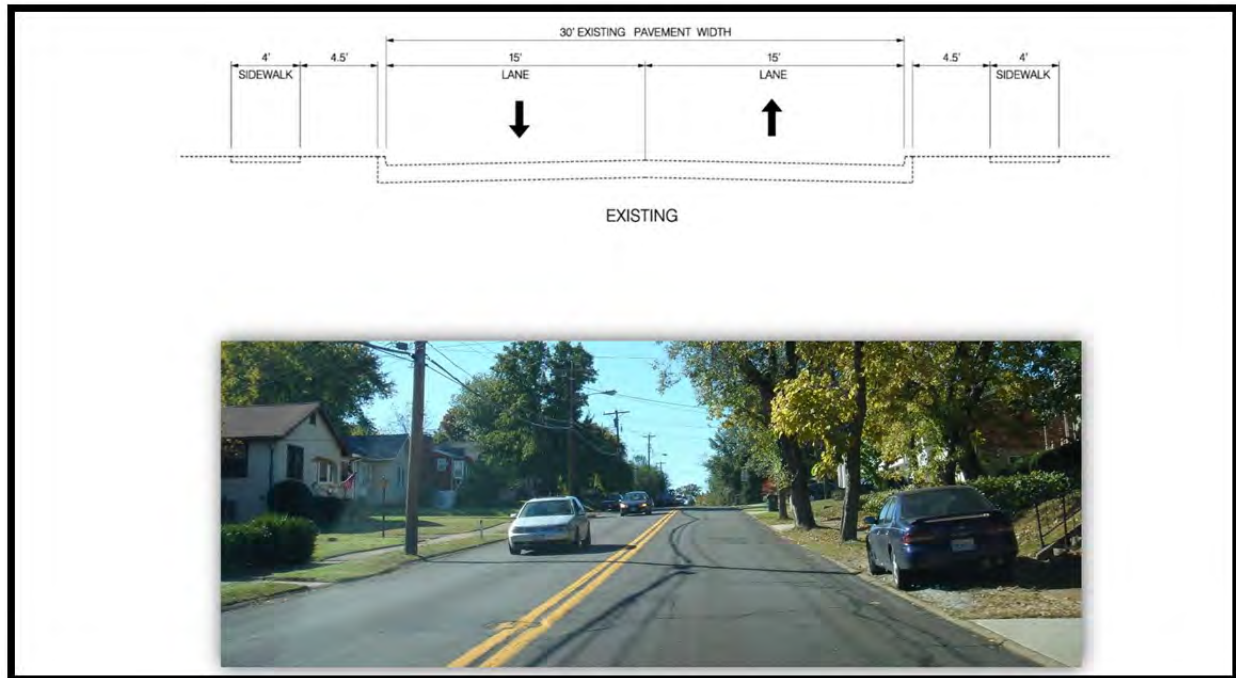 30' EXISTING PAVEMENT WIDTH
4' 4.5' 15' 15' 4.5' 4'
SIDEWALK LANE LANE SIDEWALK
EXISTING